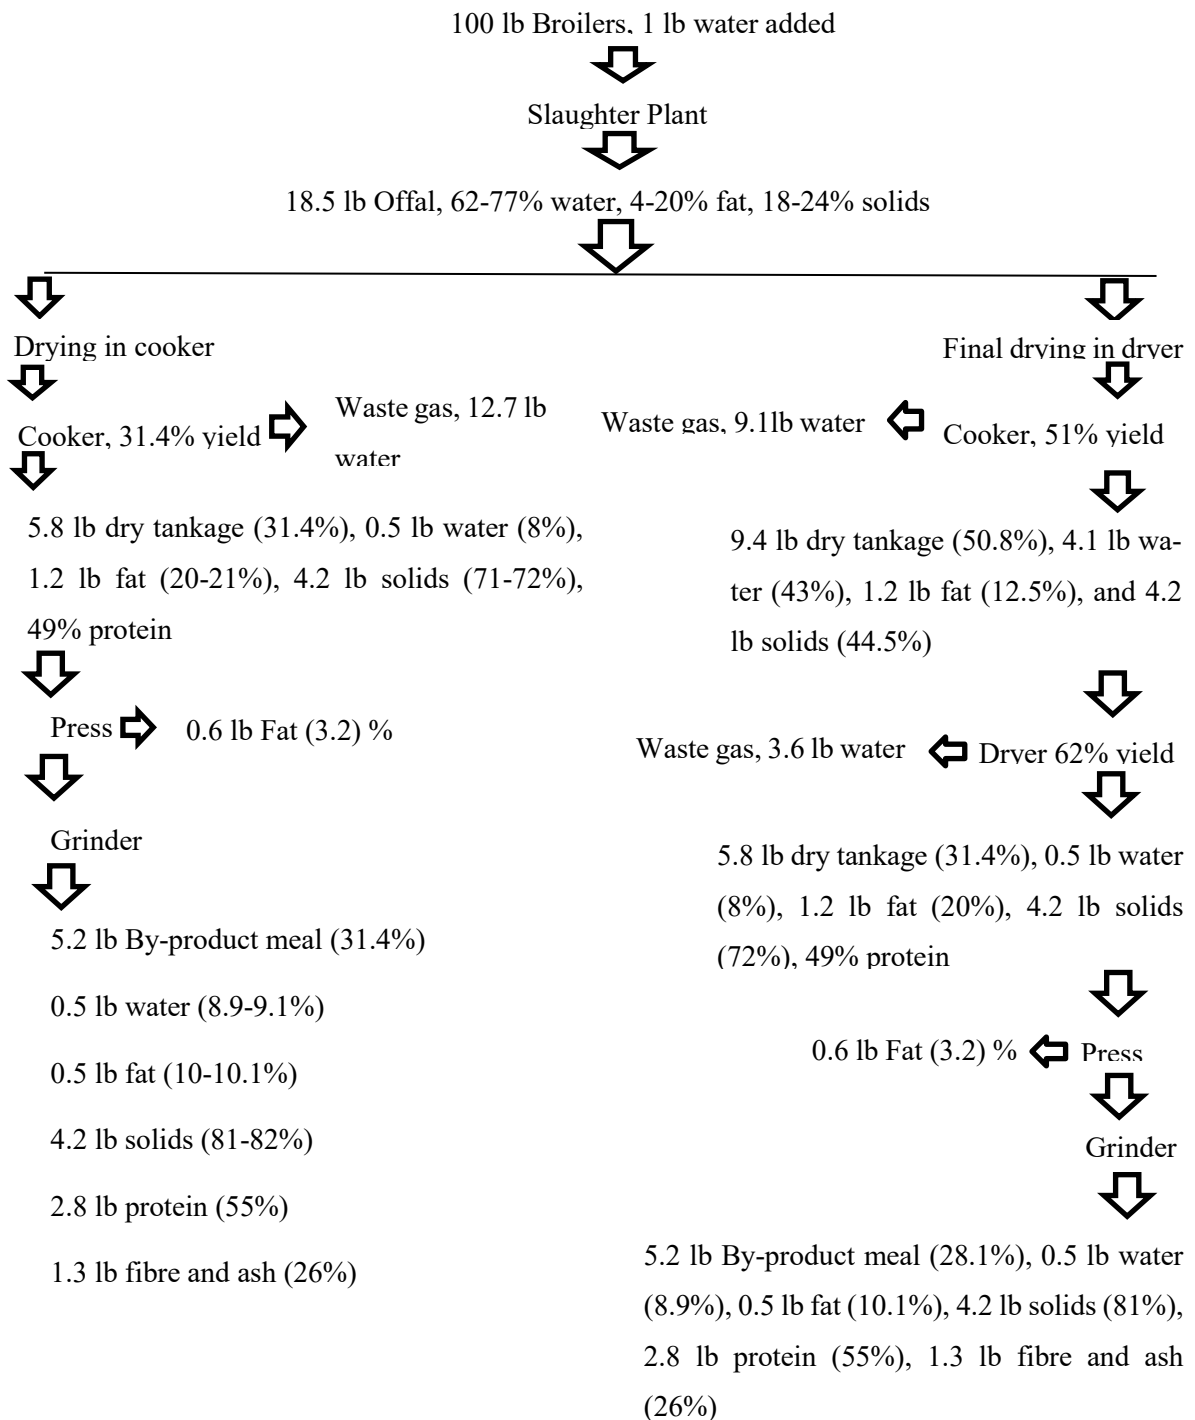 100 lb Broilers, 1 lb water added
Slaughter Plant
18.5 lb Offal, 62-77% water, 4-20% fat, 18-24% solids
Drying in cooker
Cooker, 31.4% yield
Waste gas, 12.7 lb
water
5.8 lb dry tankage (31.4%), 0.5 lb water (8%),
1.2 lb fat (20-21%), 4.2 lb solids (71-72%),
49% protein
Press
0.6 lb Fat (3.2) %
Grinder
5.2 lb By-product meal (31.4%)
0.5 lb water (8.9-9.1%)
0.5 lb fat (10-10.1%)
4.2 lb solids (81-82%)
2.8 lb protein (55%)
1.3 lb fibre and ash (26%)
Final drying in dryer
Waste gas, 9.1lb water
Cooker, 51% yield
9.4 lb dry tankage (50.8%), 4.1 lb wa-
ter (43%), 1.2 lb fat (12.5%), and 4.2
lb solids (44.5%)
Waste gas, 3.6 lb water
Dryer 62% yield
5.8 lb dry tankage (31.4%), 0.5 lb water
(8%), 1.2 lb fat (20%), 4.2 lb solids
(72%), 49% protein
0.6 lb Fat (3.2) %
Press
Grinder
5.2 lb By-product meal (28.1%), 0.5 lb water
(8.9%), 0.5 lb fat (10.1%), 4.2 lb solids (81%),
2.8 lb protein (55%), 1.3 lb fibre and ash
(26%)